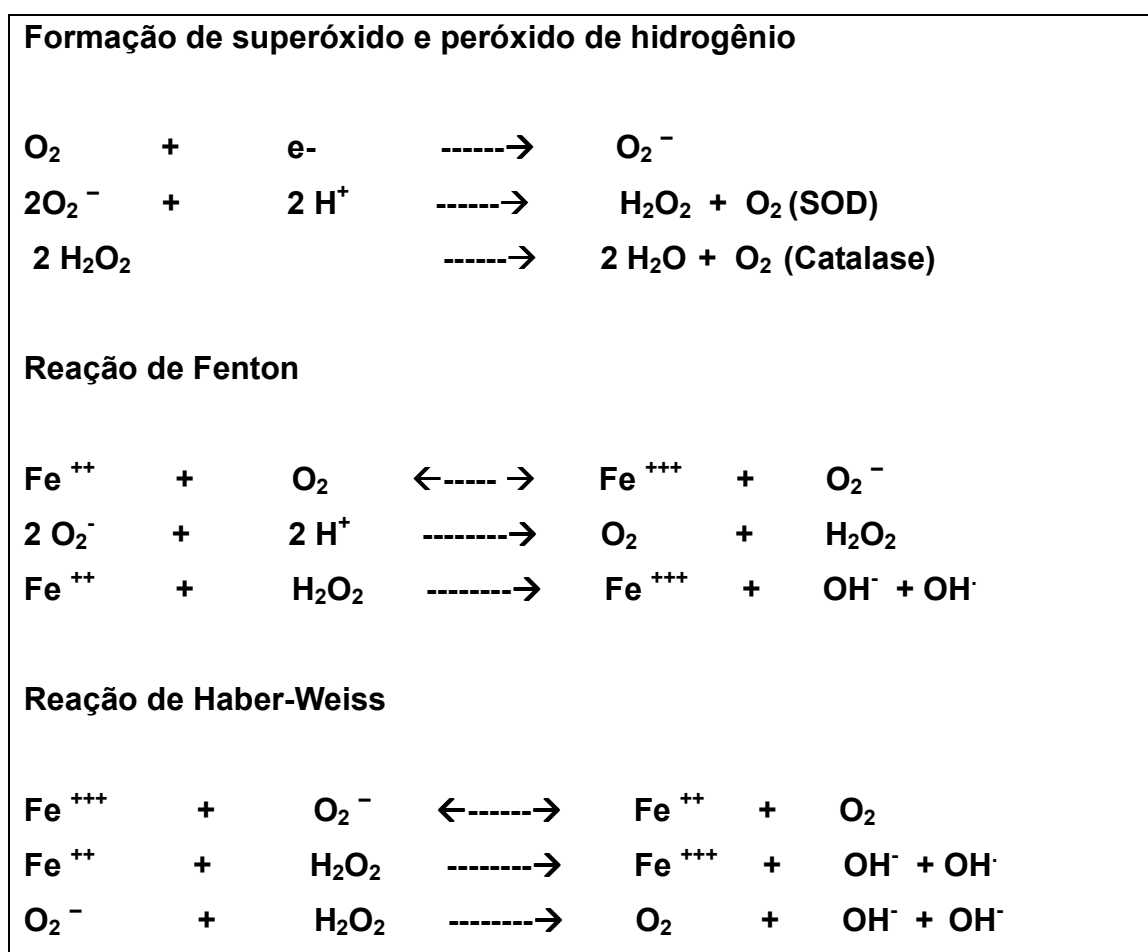 Formação de superóxido e peróxido de hidrogênio
O₂ + e- ------→ O₂ ⁻
2O₂ ⁻ + 2 H⁺ ------→ H₂O₂ + O₂ (SOD)
2 H₂O₂ ------→ 2 H₂O + O₂ (Catalase)
Reação de Fenton
Fe ⁺⁺ + O₂ ←----- → Fe ⁺⁺⁺ + O₂ ⁻
2 O₂⁻ + 2 H⁺ --------→ O₂ + H₂O₂
Fe ⁺⁺ + H₂O₂ --------→ Fe ⁺⁺⁺ + OH⁻ + OH·
Reação de Haber-Weiss
Fe ⁺⁺⁺ + O₂ ⁻ ←------→ Fe ⁺⁺ + O₂
Fe ⁺⁺ + H₂O₂ --------→ Fe ⁺⁺⁺ + OH⁻ + OH·
O₂ ⁻ + H₂O₂ --------→ O₂ + OH⁻ + OH⁻